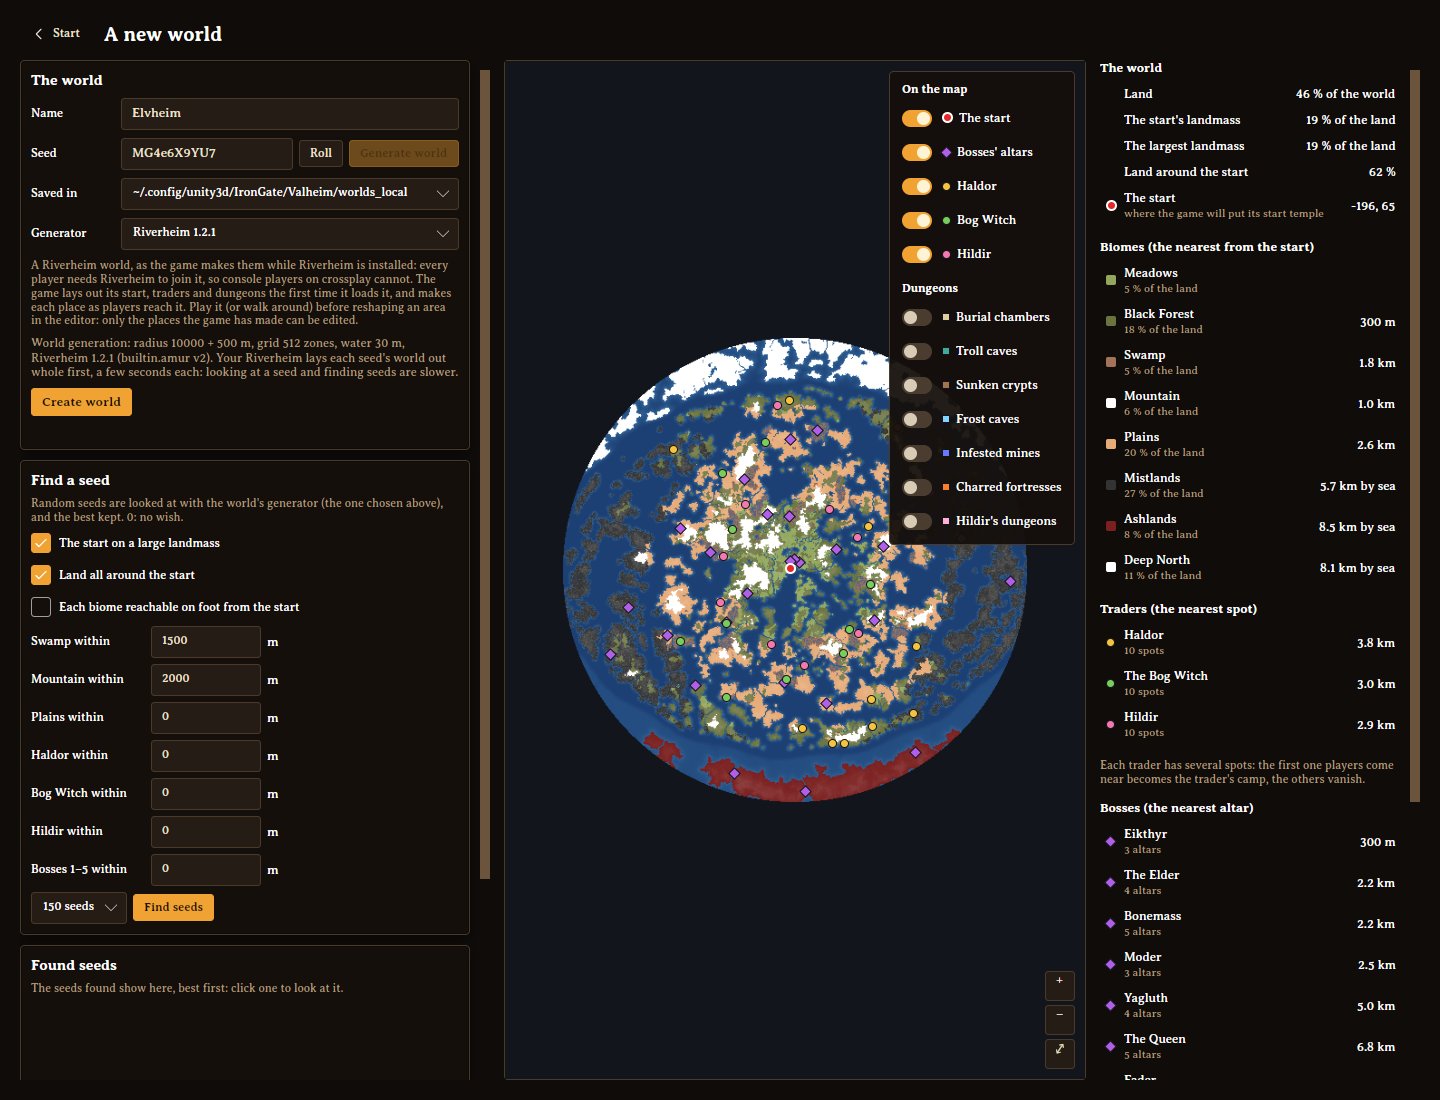 Start
A new world
The world
Name
Elvheim
Seed
MG4e6X9YU7
Roll
Generate world
Saved in
~/.config/unity3d/IronGate/Valheim/worlds_local
Generator
Riverheim 1.2.1
A Riverheim world, as the game makes them while Riverheim is installed: every
player needs Riverheim to join it, so console players on crossplay cannot. The
game lays out its start, traders and dungeons the first time it loads it, and makes
each place as players reach it. Play it (or walk around) before reshaping an area
in the editor: only the places the game has made can be edited.
World generation: radius 10000 + 500 m, grid 512 zones, water 30 m,
Riverheim 1.2.1 (builtin.amur v2). Your Riverheim lays each seed's world out
whole first, a few seconds each: looking at a seed and finding seeds are slower.
Create world
Find a seed
Random seeds are looked at with the world's generator (the one chosen above),
and the best kept. 0: no wish.
The start on a large landmass
Land all around the start
Each biome reachable on foot from the start
Swamp within
1500
m
Mountain within
2000
m
Plains within
0
m
Haldor within
0
m
Bog Witch within
0
m
Hildir within
0
m
Bosses 1–5 within
0
m
150 seeds
Find seeds
Found seeds
The seeds found show here, best first: click one to look at it.
On the map
The start
Bosses' altars
Haldor
Bog Witch
Hildir
Dungeons
Burial chambers
Troll caves
Sunken crypts
Frost caves
Infested mines
Charred fortresses
Hildir's dungeons
+
−
The world
Land
46 % of the world
The start's landmass
19 % of the land
The largest landmass
19 % of the land
Land around the start
62 %
The start
where the game will put its start temple
-196, 65
Biomes (the nearest from the start)
Meadows
5 % of the land
Black Forest
18 % of the land
300 m
Swamp
5 % of the land
1.8 km
Mountain
6 % of the land
1.0 km
Plains
20 % of the land
2.6 km
Mistlands
27 % of the land
5.7 km by sea
Ashlands
8 % of the land
8.5 km by sea
Deep North
11 % of the land
8.1 km by sea
Traders (the nearest spot)
Haldor
10 spots
3.8 km
The Bog Witch
10 spots
3.0 km
Hildir
10 spots
2.9 km
Each trader has several spots: the first one players come
near becomes the trader's camp, the others vanish.
Bosses (the nearest altar)
Eikthyr
3 altars
300 m
The Elder
4 altars
2.2 km
Bonemass
5 altars
2.2 km
Moder
3 altars
2.5 km
Yagluth
4 altars
5.0 km
The Queen
5 altars
6.8 km